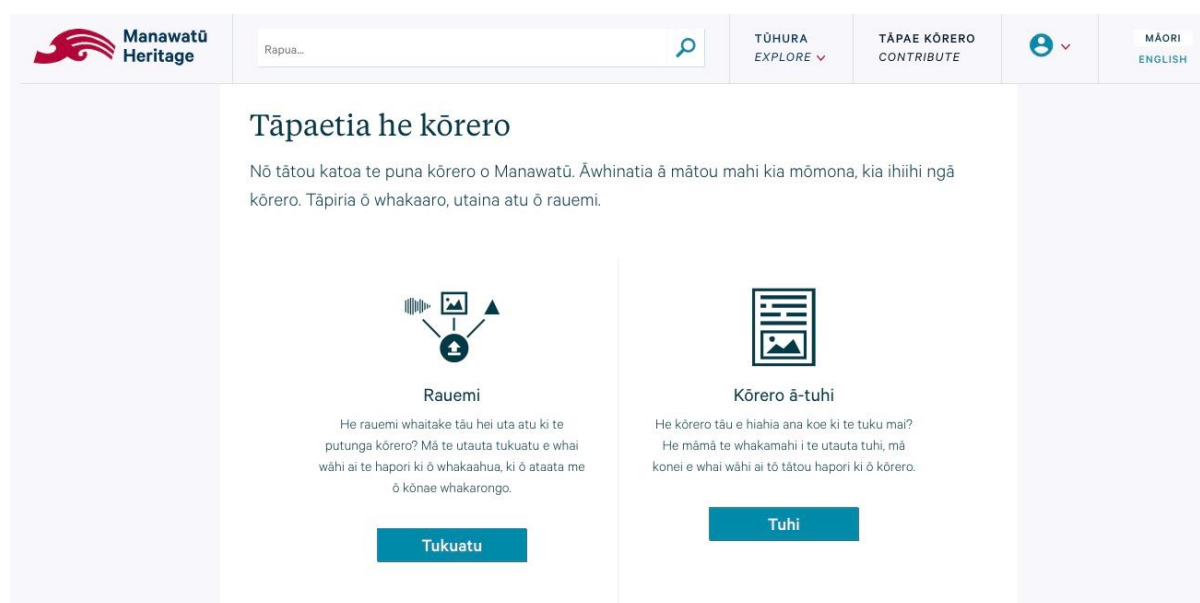 Manawatū
Heritage
Rapua...
TŪHURA
EXPLORE
TĀPAE KŌRERO
CONTRIBUTE
MĀORI
ENGLISH
Tāpaetia he kōrero
Nō tātou katoa te puna kōrero o Manawatū. Āwhinatia ā mātou mahi kia mōmona, kia ihiihi ngā
kōrero. Tāpiria ō whakaaro, utaina atu ō rauemi.
Rauemi
He rauemi whaitake tāu hei uta atu ki te
putunga kōrero? Mā te utauta tukuatu e whai
wāhi ai te hapori ki ō whakaahua, ki ō ataata me
ō kōnae whakarongo.
Tukuatu
Kōrero ā-tuhi
He kōrero tāu e hiahia ana koe ki te tuku mai?
He māmā te whakamahi i te utauta tuhi, mā
konei e whai wāhi ai tō tātou hapori ki ō kōrero.
Tuhi